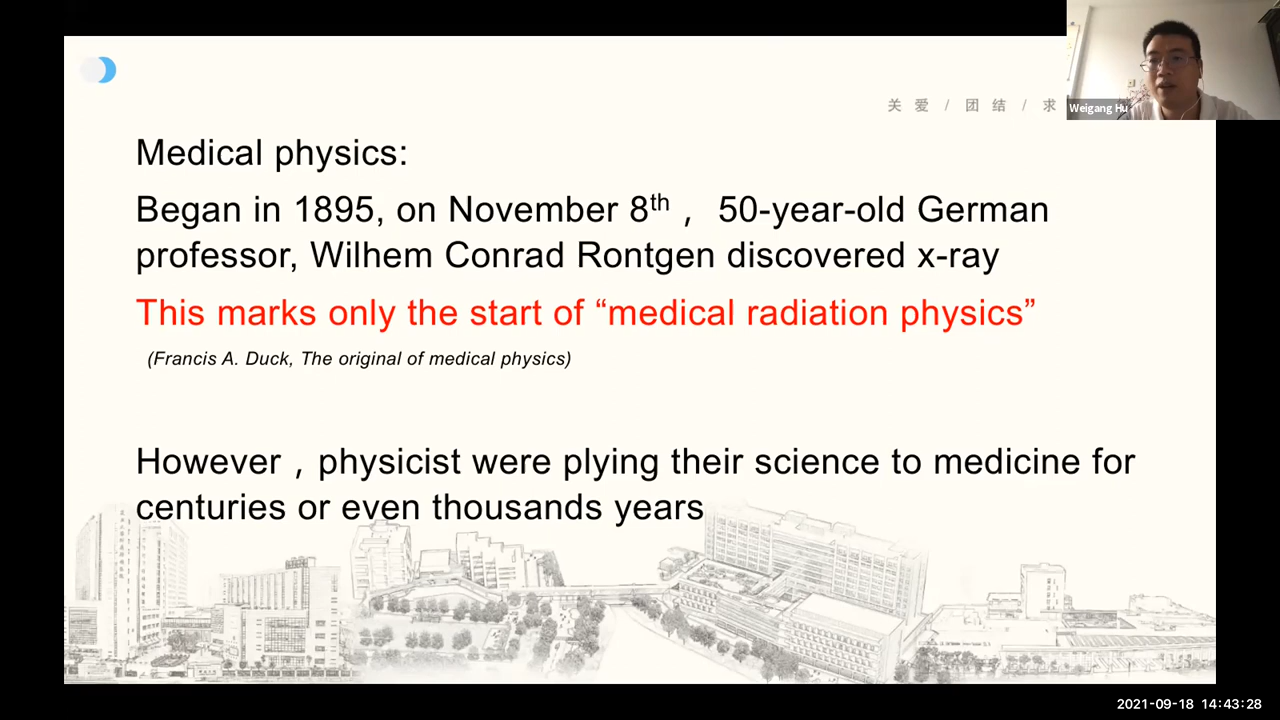 关 爱 / 团 结 / 求
Weigang Hu
Medical physics:
Began in 1895, on November 8th， 50-year-old German
professor, Wilhem Conrad Rontgen discovered x-ray
This marks only the start of “medical radiation physics”
(Francis A. Duck, The original of medical physics)
However，physicist were plying their science to medicine for
centuries or even thousands years
2021-09-18 14:43:28